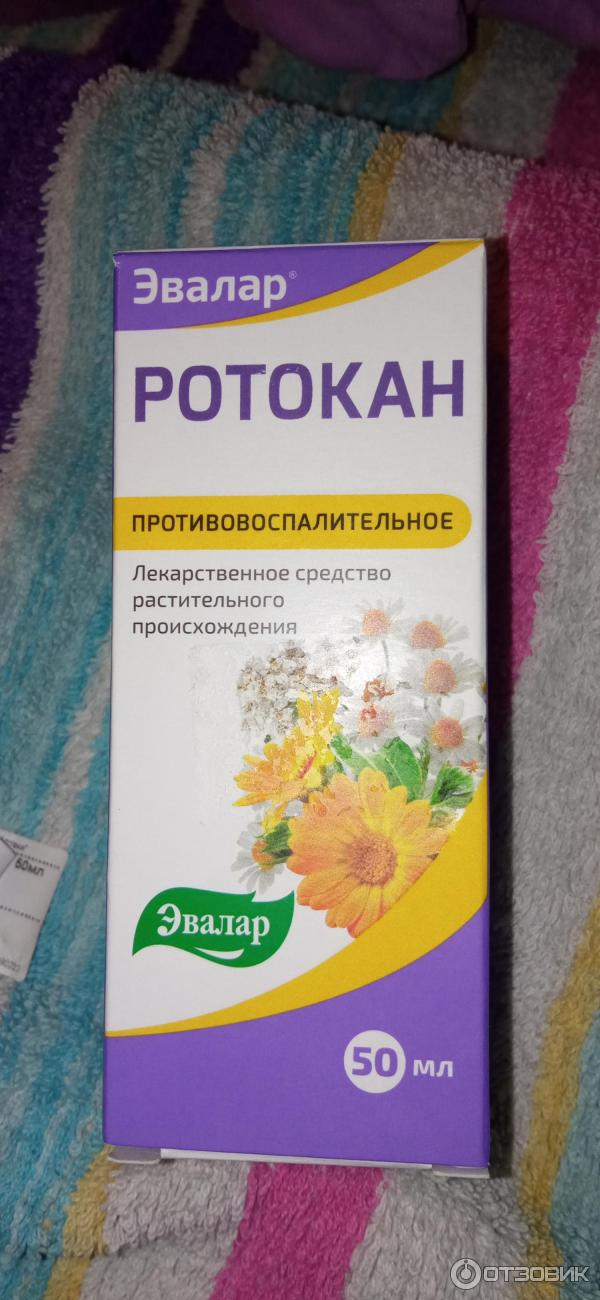 Эвалар®
РОТОКАН
ПРОТИВОВОСПАЛИТЕЛЬНОЕ
Лекарственное средство
растительного
происхождения
50мл
Эвалар
50 мл
ОТЗОВИК